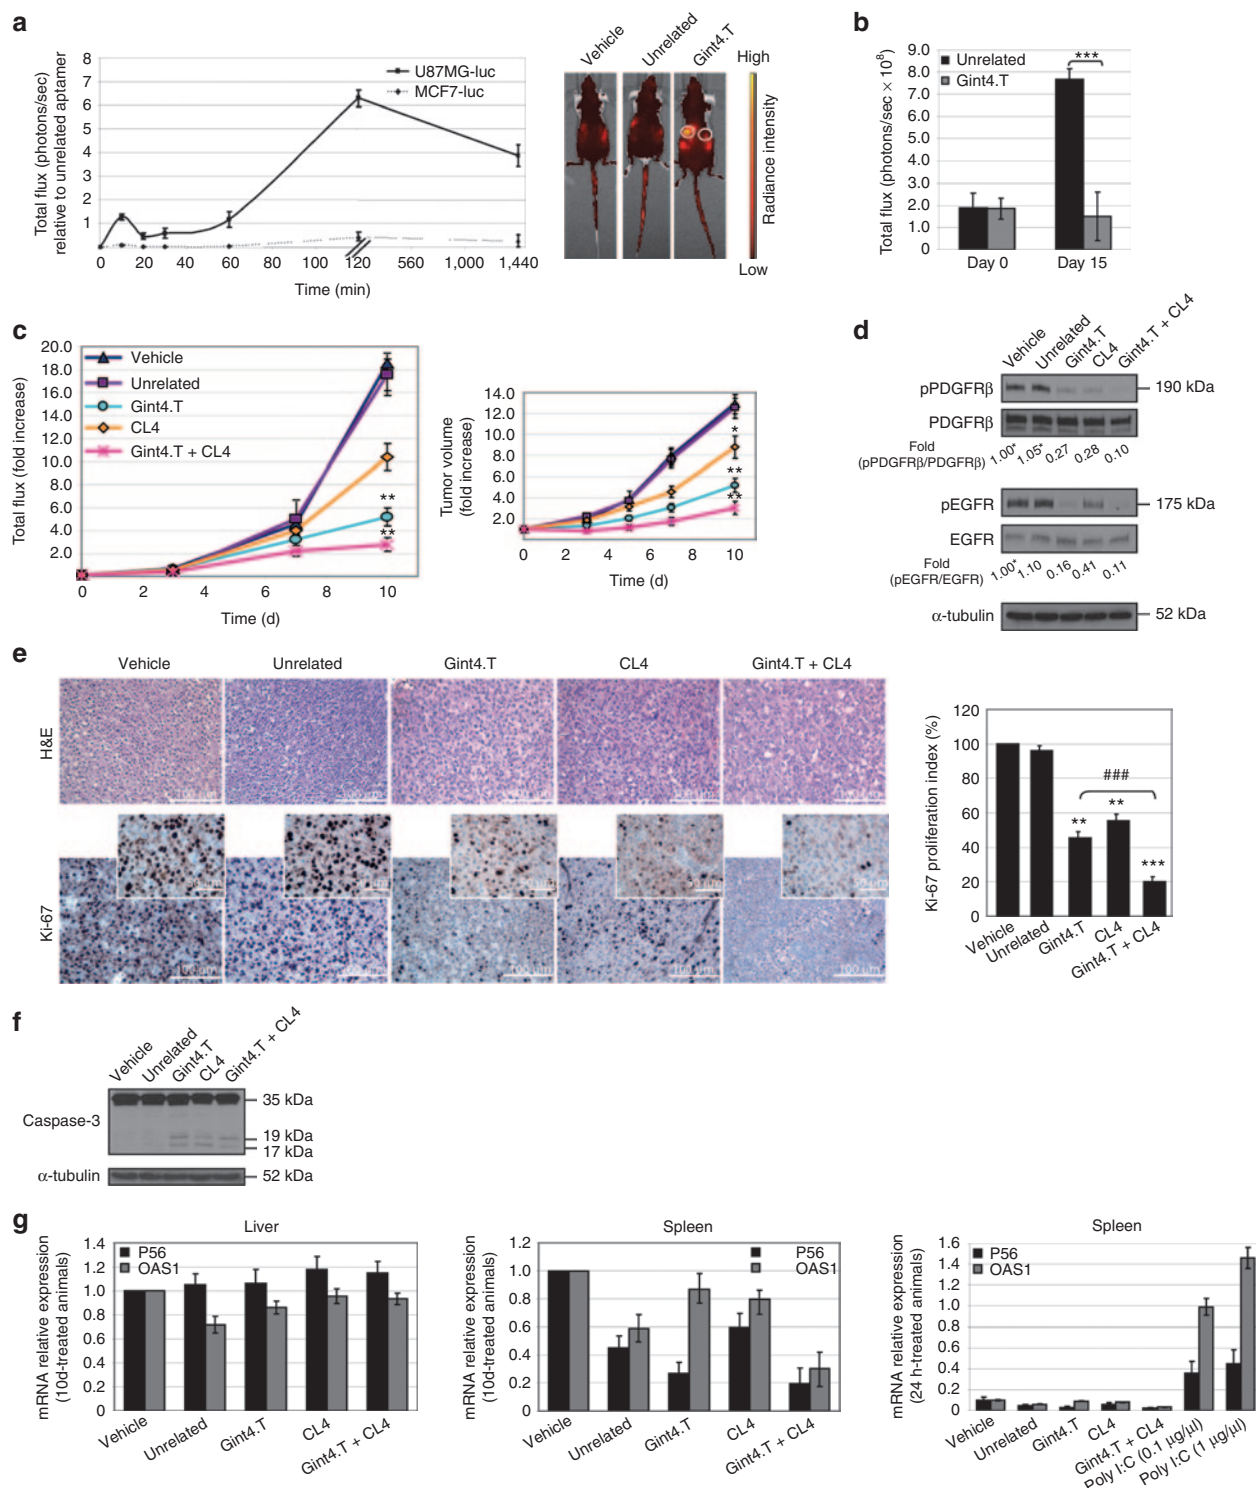 a
Total flux (photons/sec)
relative to unrelated aptamer
8
7
6
5
4
3
2
1
U87MG-luc
MCF7-luc
0 20 40 60 80 100 120 560 1,000 1,440
Time (min)
Vehicle
Unrelated
Gint4.T
High
Radiance intensity
Low
b
Total flux (photons/sec × 10⁸)
9.0
8.0
7.0
6.0
5.0
4.0
3.0
2.0
1.0
0
Unrelated
Gint4.T
***
Day 0 Day 15
c
Total flux (fold increase)
20.0
18.0
16.0
14.0
12.0
10.0
8.0
6.0
4.0
2.0
Vehicle
Unrelated
Gint4.T
CL4
Gint4.T + CL4
**
**
0 2 4 6 8 10
Time (d)
Tumor volume
(fold increase)
14.0
12.0
10.0
8.0
6.0
4.0
2.0
*
**
**
0 2 4 6 8 10
Time (d)
d
Vehicle
Unrelated
Gint4.T
CL4
Gint4.T + CL4
pPDGFRβ
190 kDa
PDGFRβ
Fold
(pPDGFRβ/PDGFRβ)
1.00* 1.05* 0.27 0.28 0.10
pEGFR
175 kDa
EGFR
Fold
(pEGFR/EGFR)
1.00* 1.10 0.16 0.41 0.11
α-tubulin
52 kDa
e
Vehicle Unrelated Gint4.T CL4 Gint4.T + CL4
H&E
Ki-67
100 μm
Ki-67 proliferation index (%)
120
100
80
60
40
20
0
###
**
**
***
Vehicle
Unrelated
Gint4.T
CL4
Gint4.T + CL4
f
Vehicle
Unrelated
Gint4.T
CL4
Gint4.T + CL4
Caspase-3
35 kDa
19 kDa
17 kDa
α-tubulin
52 kDa
g
Liver
mRNA relative expression
(10d-treated animals)
1.4
1.2
1.0
0.8
0.6
0.4
0.2
0
P56
OAS1
Vehicle
Unrelated
Gint4.T
CL4
Gint4.T + CL4
Spleen
mRNA relative expression
(10d-treated animals)
1.2
1.0
0.8
0.6
0.4
0.2
0
P56
OAS1
Vehicle
Unrelated
Gint4.T
CL4
Gint4.T + CL4
Spleen
mRNA relative expression
(24 h-treated animals)
1.6
1.4
1.2
1.0
0.8
0.6
0.4
0.2
0
P56
OAS1
Vehicle
Unrelated
Gint4.T
CL4
Gint4.T + CL4
Poly I:C (0.1 μg/μl)
Poly I:C (1 μg/μl)